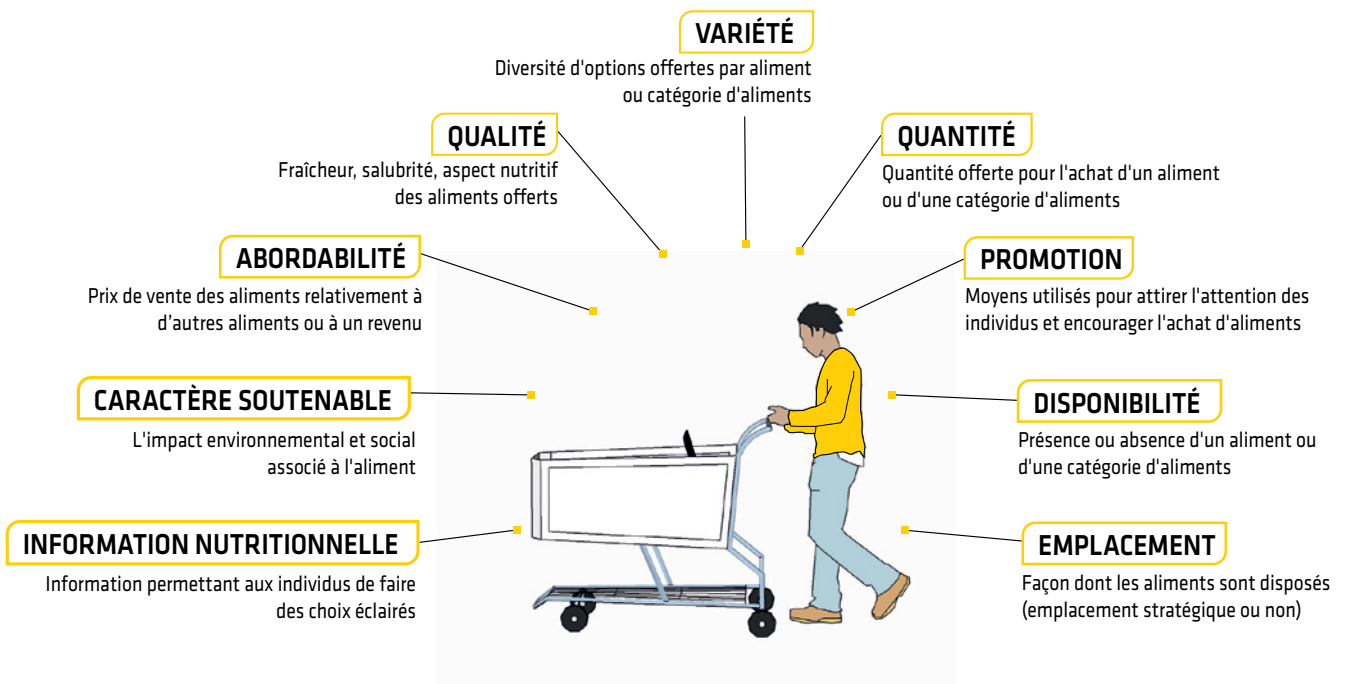 VARIÉTÉ
Diversité d'options offertes par aliment
ou catégorie d'aliments
QUALITÉ
Fraîcheur, salubrité, aspect nutritif
des aliments offerts
QUANTITÉ
Quantité offerte pour l'achat d'un aliment
ou d'une catégorie d'aliments
ABORDABILITÉ
Prix de vente des aliments relativement à
d’autres aliments ou à un revenu
PROMOTION
Moyens utilisés pour attirer l'attention des
individus et encourager l'achat d'aliments
CARACTÈRE SOUTENABLE
L'impact environnemental et social
associé à l'aliment
DISPONIBILITÉ
Présence ou absence d'un aliment ou
d'une catégorie d'aliments
INFORMATION NUTRITIONNELLE
Information permettant aux individus de faire
des choix éclairés
EMPLACEMENT
Façon dont les aliments sont disposés
(emplacement stratégique ou non)